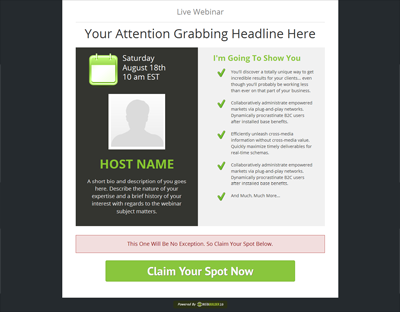 Live Webinar
Your Attention Grabbing Headline Here
Saturday
August 18th
10 am EST
HOST NAME
A short bio and description of you goes
here. Describe the nature of your
expertise and a brief history of your
interest with regards to the webinar
subject matters.
I'm Going To Show You
You'll discover a totally unique way to get
incredible results for your clients... even
though you'll probably be working less
than ever on that part of your business.
Collaboratively administrate empowered
markets via plug-and-play networks.
Dynamically procrastinate B2C users
after installed base benefits.
Efficiently unleash cross-media
information without cross-media value.
Quickly maximize timely deliverables for
real-time schemas.
Collaboratively administrate empowered
markets via plug-and-play networks.
Dynamically procrastinate B2C users
after installed base benefits.
And Much, Much More...
This One Will Be No Exception. So Claim Your Spot Below.
Claim Your Spot Now
Powered By